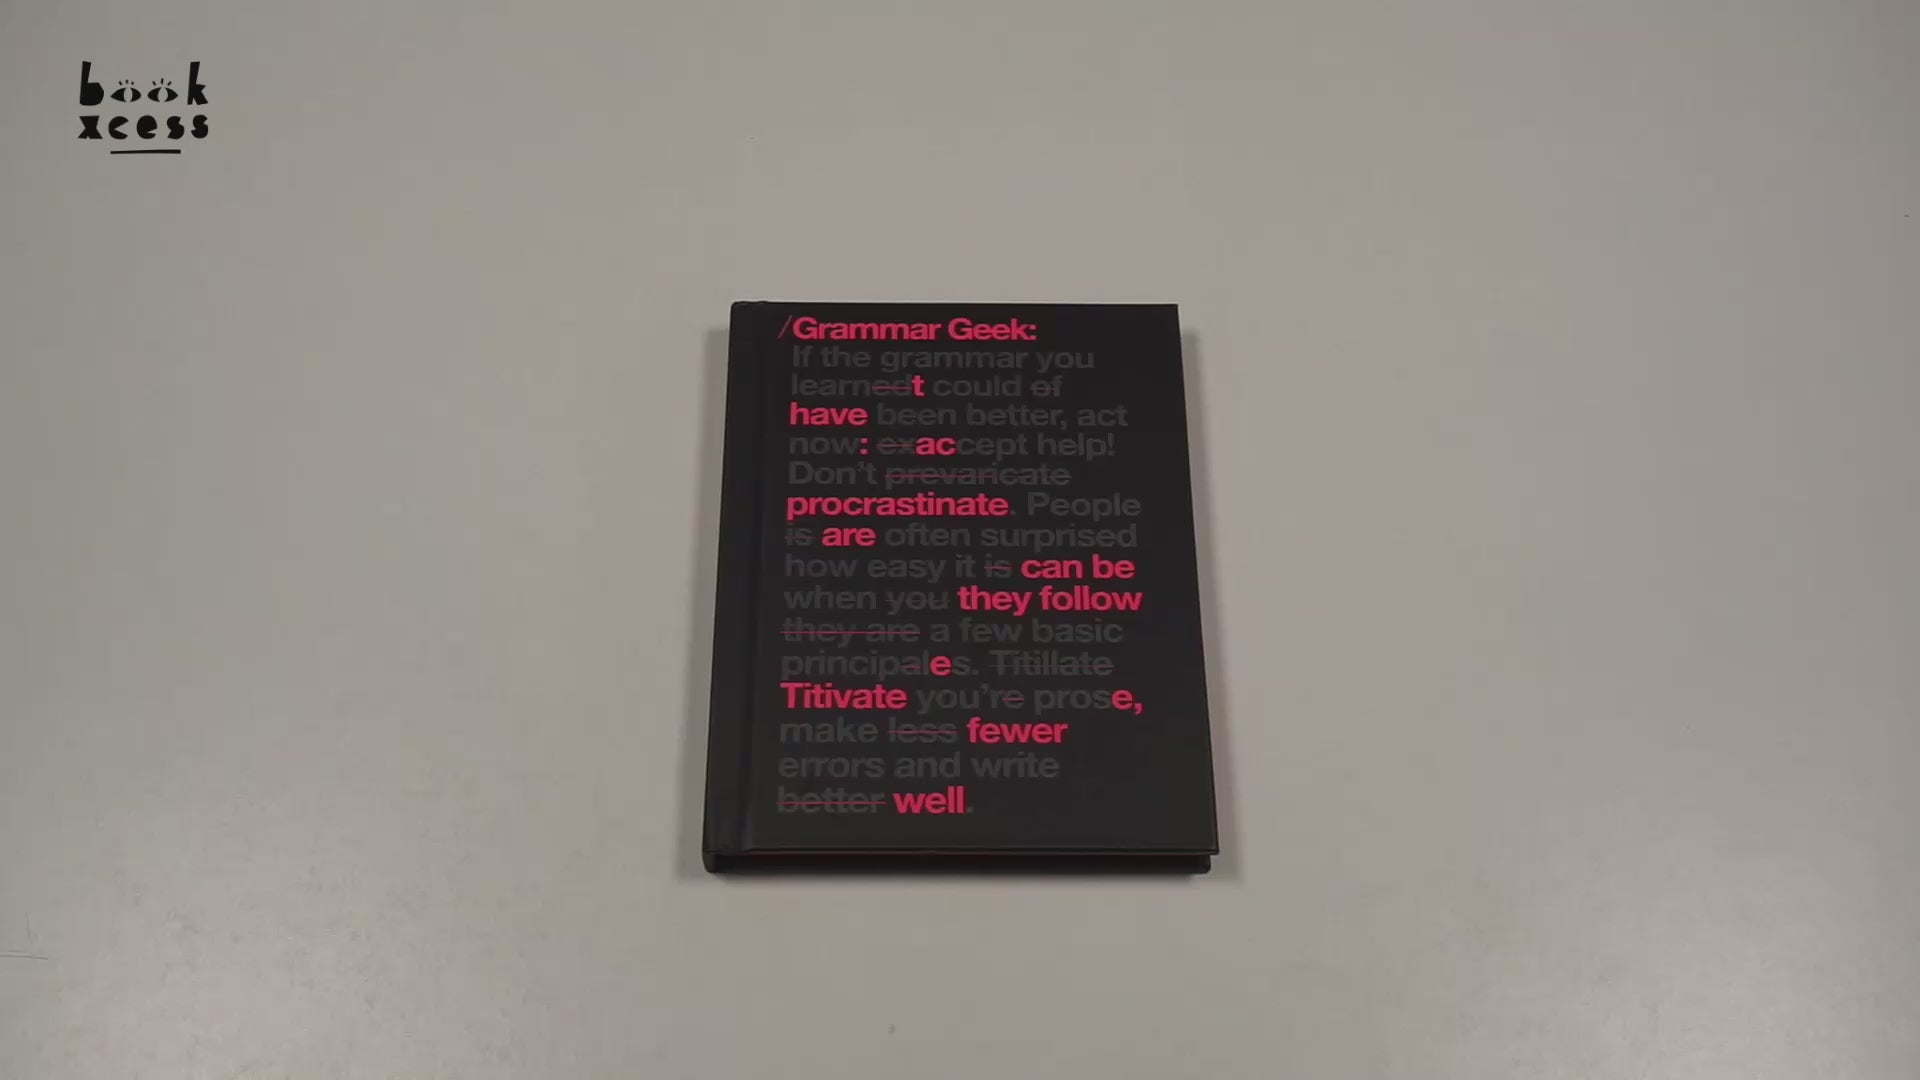 book
xcess
/Grammar Geek:
If the grammar you
learnedt could of
have been better, act
now: exaccept help!
Don't prevaricate
procrastinate. People
is are often surprised
how easy it is can be
when you they follow
they are a few basic
principales. Titillate
Titivate you're prose,
make less fewer
errors and write
better well.